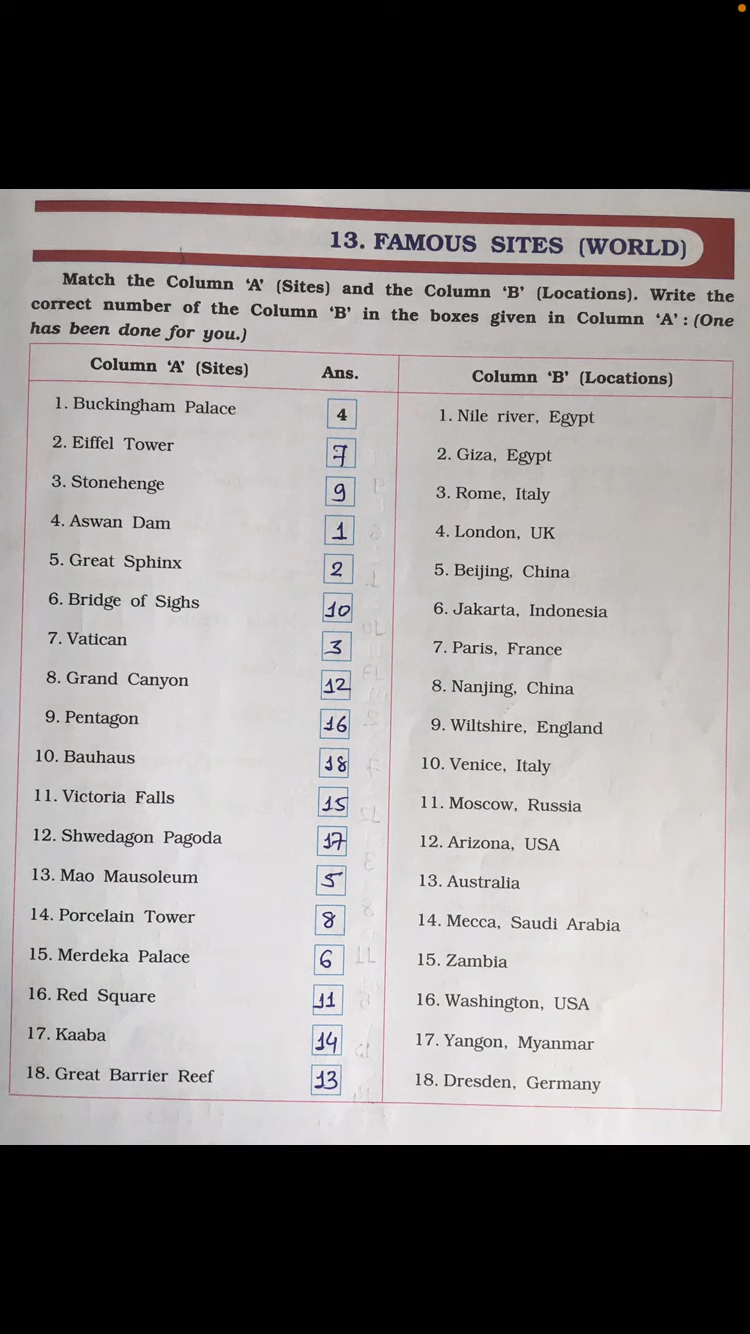 13. FAMOUS SITES (WORLD)
Match the Column 'A' (Sites) and the Column 'B' (Locations). Write the
correct number of the Column 'B' in the boxes given in Column 'A' : (One
has been done for you.)
Column 'A' (Sites) Ans. Column 'B' (Locations)
1. Buckingham Palace 4 1. Nile river, Egypt
2. Eiffel Tower 7 2. Giza, Egypt
3. Stonehenge 9 3. Rome, Italy
4. Aswan Dam 1 4. London, UK
5. Great Sphinx 2 5. Beijing, China
6. Bridge of Sighs 10 6. Jakarta, Indonesia
7. Vatican 3 7. Paris, France
8. Grand Canyon 12 8. Nanjing, China
9. Pentagon 16 9. Wiltshire, England
10. Bauhaus 18 10. Venice, Italy
11. Victoria Falls 15 11. Moscow, Russia
12. Shwedagon Pagoda 17 12. Arizona, USA
13. Mao Mausoleum 5 13. Australia
14. Porcelain Tower 8 14. Mecca, Saudi Arabia
15. Merdeka Palace 6 15. Zambia
16. Red Square 11 16. Washington, USA
17. Kaaba 14 17. Yangon, Myanmar
18. Great Barrier Reef 13 18. Dresden, Germany